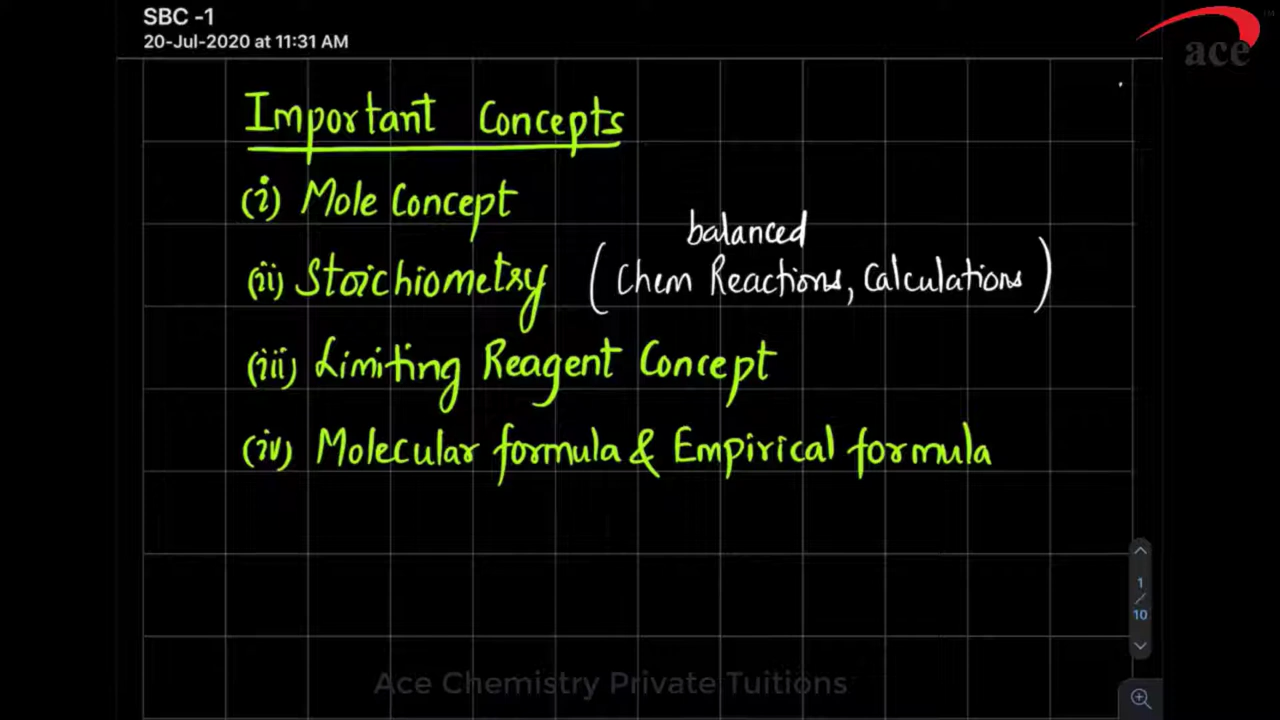 SBC -1
20-Jul-2020 at 11:31 AM
ace
TM
Important Concepts
(i) Mole Concept
balanced
(ii) Stoichiometry (Chem Reactions, Calculations)
(iii) Limiting Reagent Concept
(iv) Molecular formula & Empirical formula
1
/
10
Ace Chemistry Private Tuitions